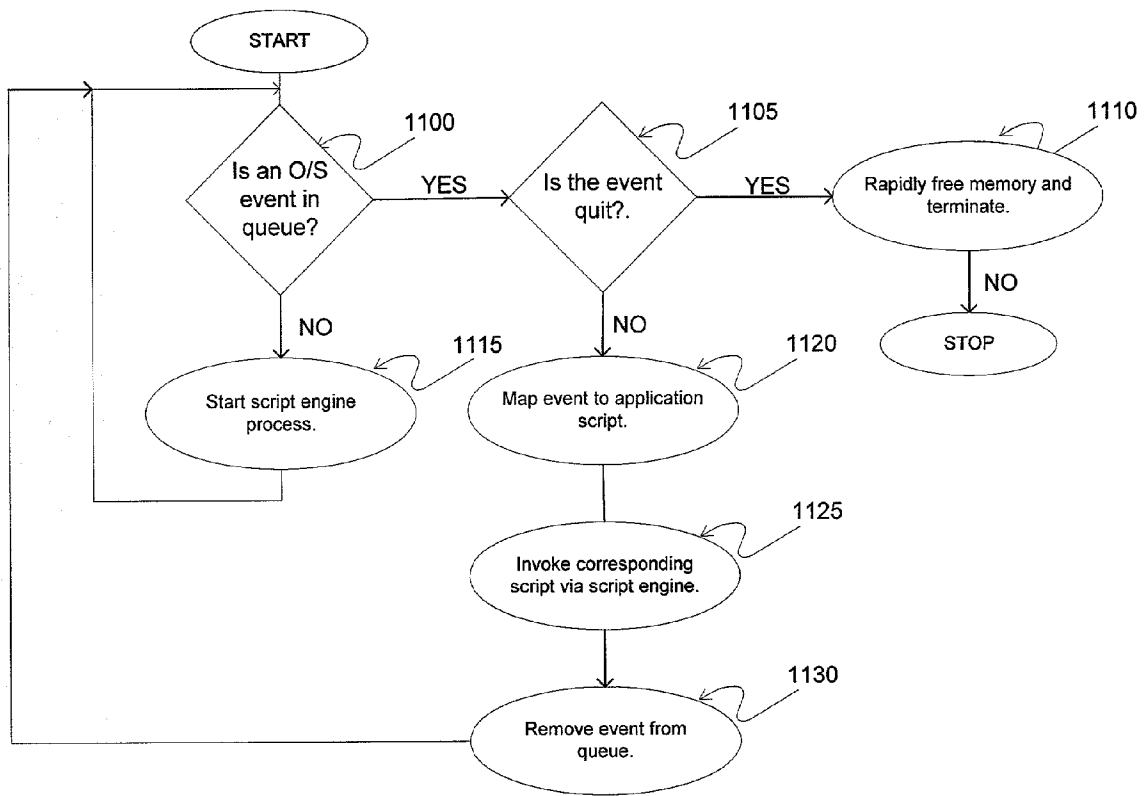 START
1100
Is an O/S
event in
queue?
YES
1105
Is the event
quit?.
YES
1110
Rapidly free memory and
terminate.
NO
STOP
NO
1115
Start script engine
process.
NO
1120
Map event to application
script.
1125
Invoke corresponding
script via script engine.
1130
Remove event from
queue.